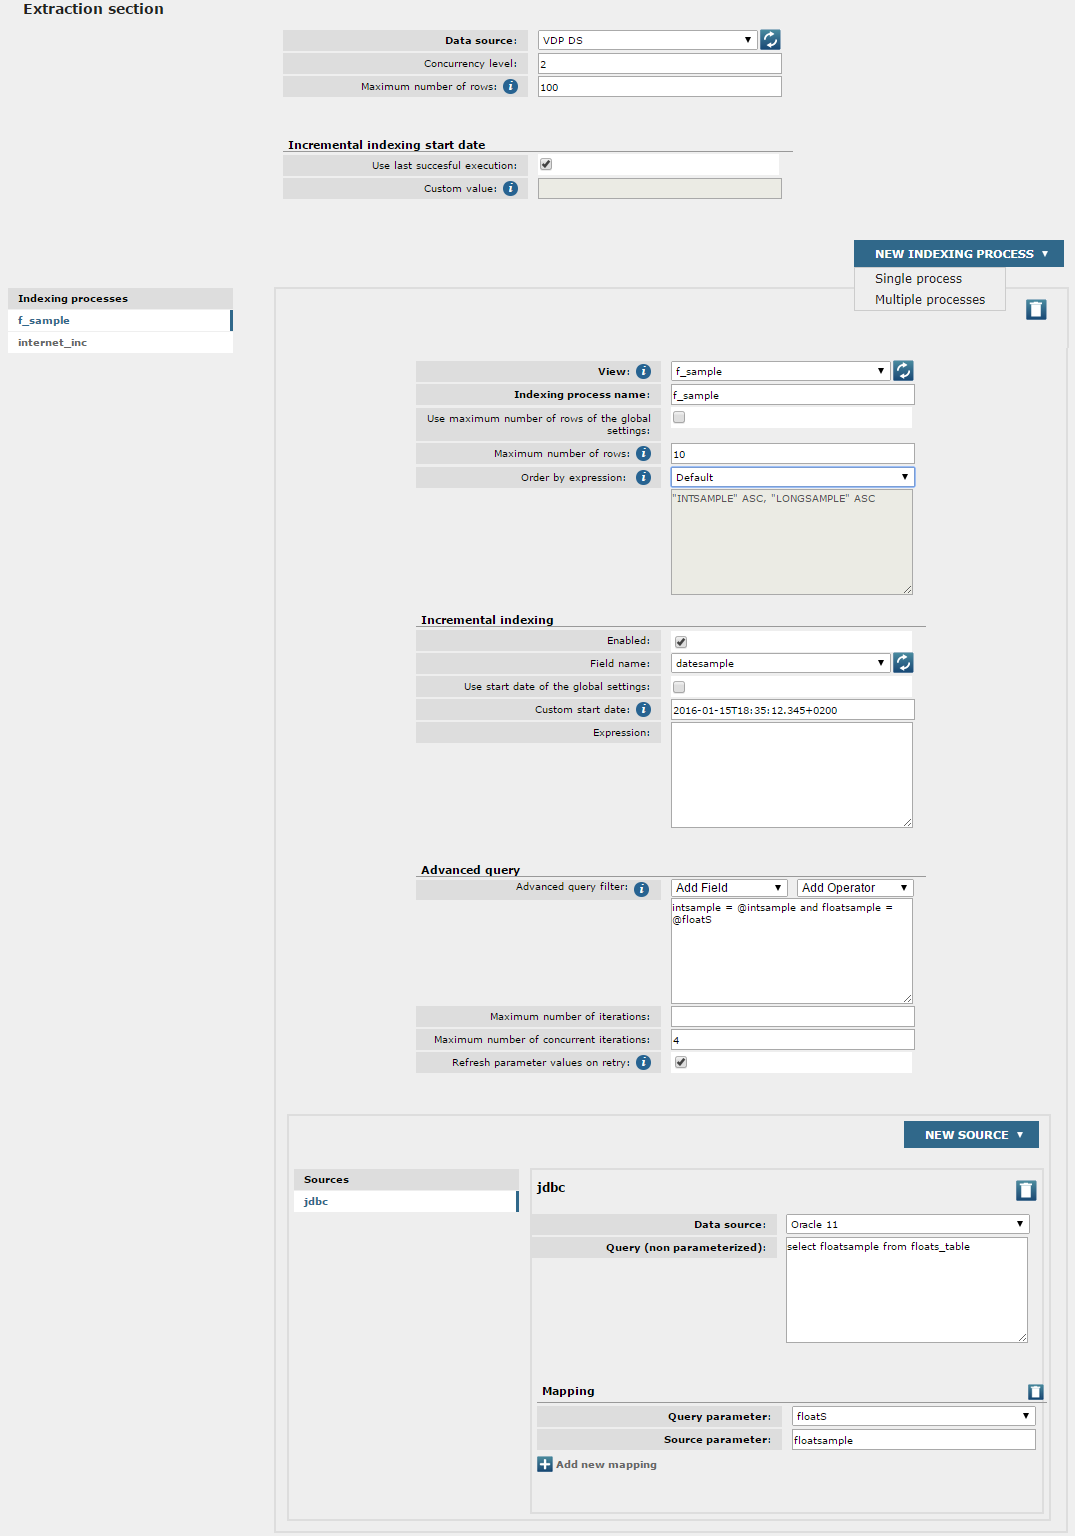 Extraction section
Data source: VDP DS
Concurrency level: 2
Maximum number of rows: 100
Incremental indexing start date
Use last succesful execution:
Custom value:
NEW INDEXING PROCESS
Single process
Multiple processes
Indexing processes
f_sample
internet_inc
View: f_sample
Indexing process name: f_sample
Use maximum number of rows of the global
settings:
Maximum number of rows: 10
Order by expression: Default
"INTSAMPLE" ASC, "LONGSAMPLE" ASC
Incremental indexing
Enabled:
Field name: datesample
Use start date of the global settings:
Custom start date: 2016-01-15T18:35:12.345+0200
Expression:
Advanced query
Advanced query filter: Add Field Add Operator
intsample = @intsample and floatsample =
@floatS
Maximum number of iterations:
Maximum number of concurrent iterations: 4
Refresh parameter values on retry:
NEW SOURCE
Sources
jdbc
jdbc
Data source: Oracle 11
Query (non parameterized): select floatsample from floats_table
Mapping
Query parameter: floatS
Source parameter: floatsample
Add new mapping